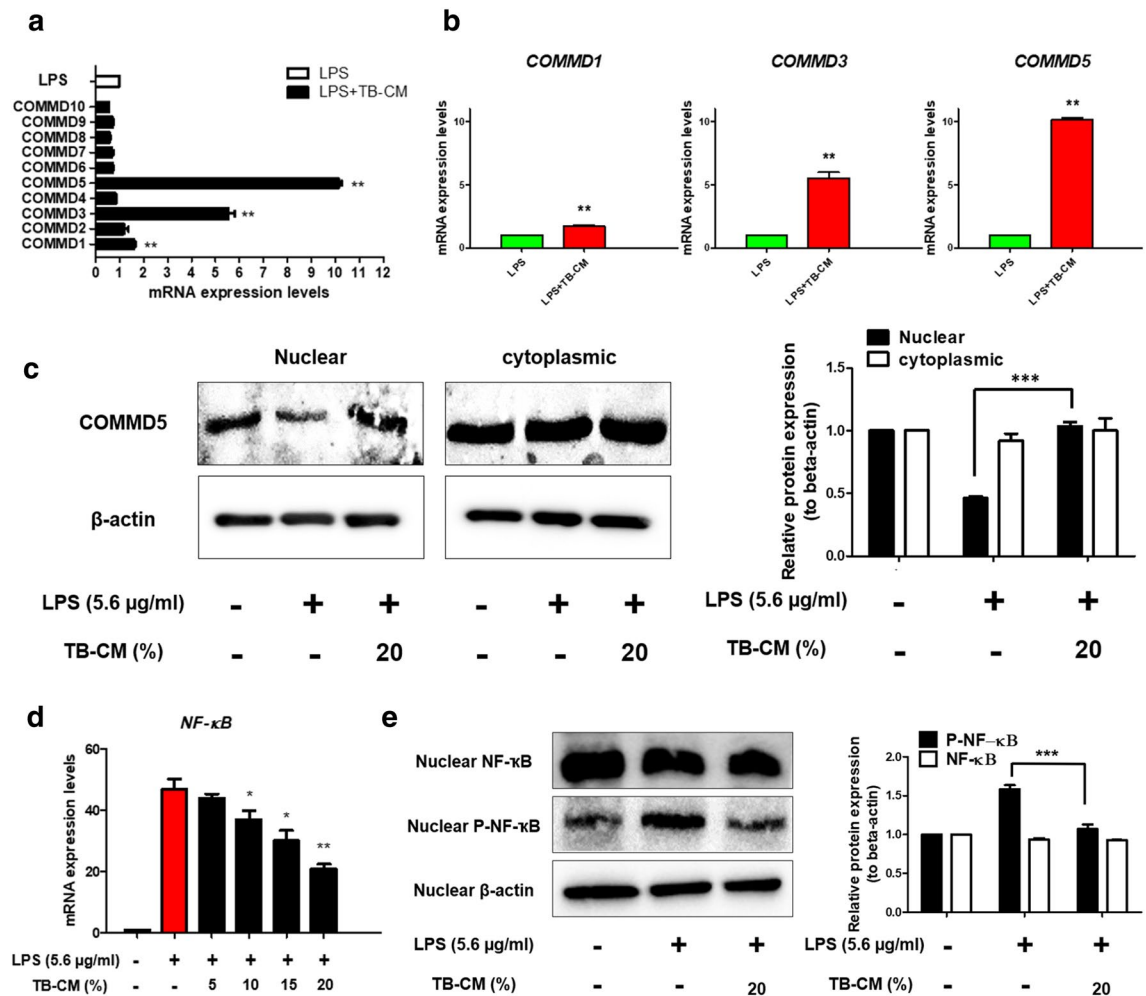 a
LPS
COMMD10
COMMD9
COMMD8
COMMD7
COMMD6
COMMD5
COMMD4
COMMD3
COMMD2
COMMD1
**
**
**
0 1 2 3 4 5 6 7 8 9 10 11 12
mRNA expression levels
LPS
LPS+TB-CM
b
COMMD1
mRNA expression levels
10
5
0
**
LPS
LPS+TB-CM
COMMD3
mRNA expression levels
10
5
0
**
LPS
LPS+TB-CM
COMMD5
mRNA expression levels
10
5
0
**
LPS
LPS+TB-CM
c
Nuclear cytoplasmic
COMMD5
β-actin
LPS (5.6 µg/ml) - + + - + +
TB-CM (%) - - 20 - - 20
Nuclear
cytoplasmic
Relative protein expression
(to beta-actin)
1.5
1.0
0.5
0.0
***
LPS (5.6 µg/ml) - + +
TB-CM (%) - - 20
d
NF-κB
mRNA expression levels
60
40
20
0
*
*
**
LPS (5.6 µg/ml) - + + + + +
TB-CM (%) - - 5 10 15 20
e
Nuclear NF-κB
Nuclear P-NF-κB
Nuclear β-actin
LPS (5.6 µg/ml) - + +
TB-CM (%) - - 20
P-NF-κB
NF-κB
Relative protein expression
(to beta-actin)
2.0
1.5
1.0
0.5
0.0
***
LPS (5.6 µg/ml) - + +
TB-CM (%) - - 20